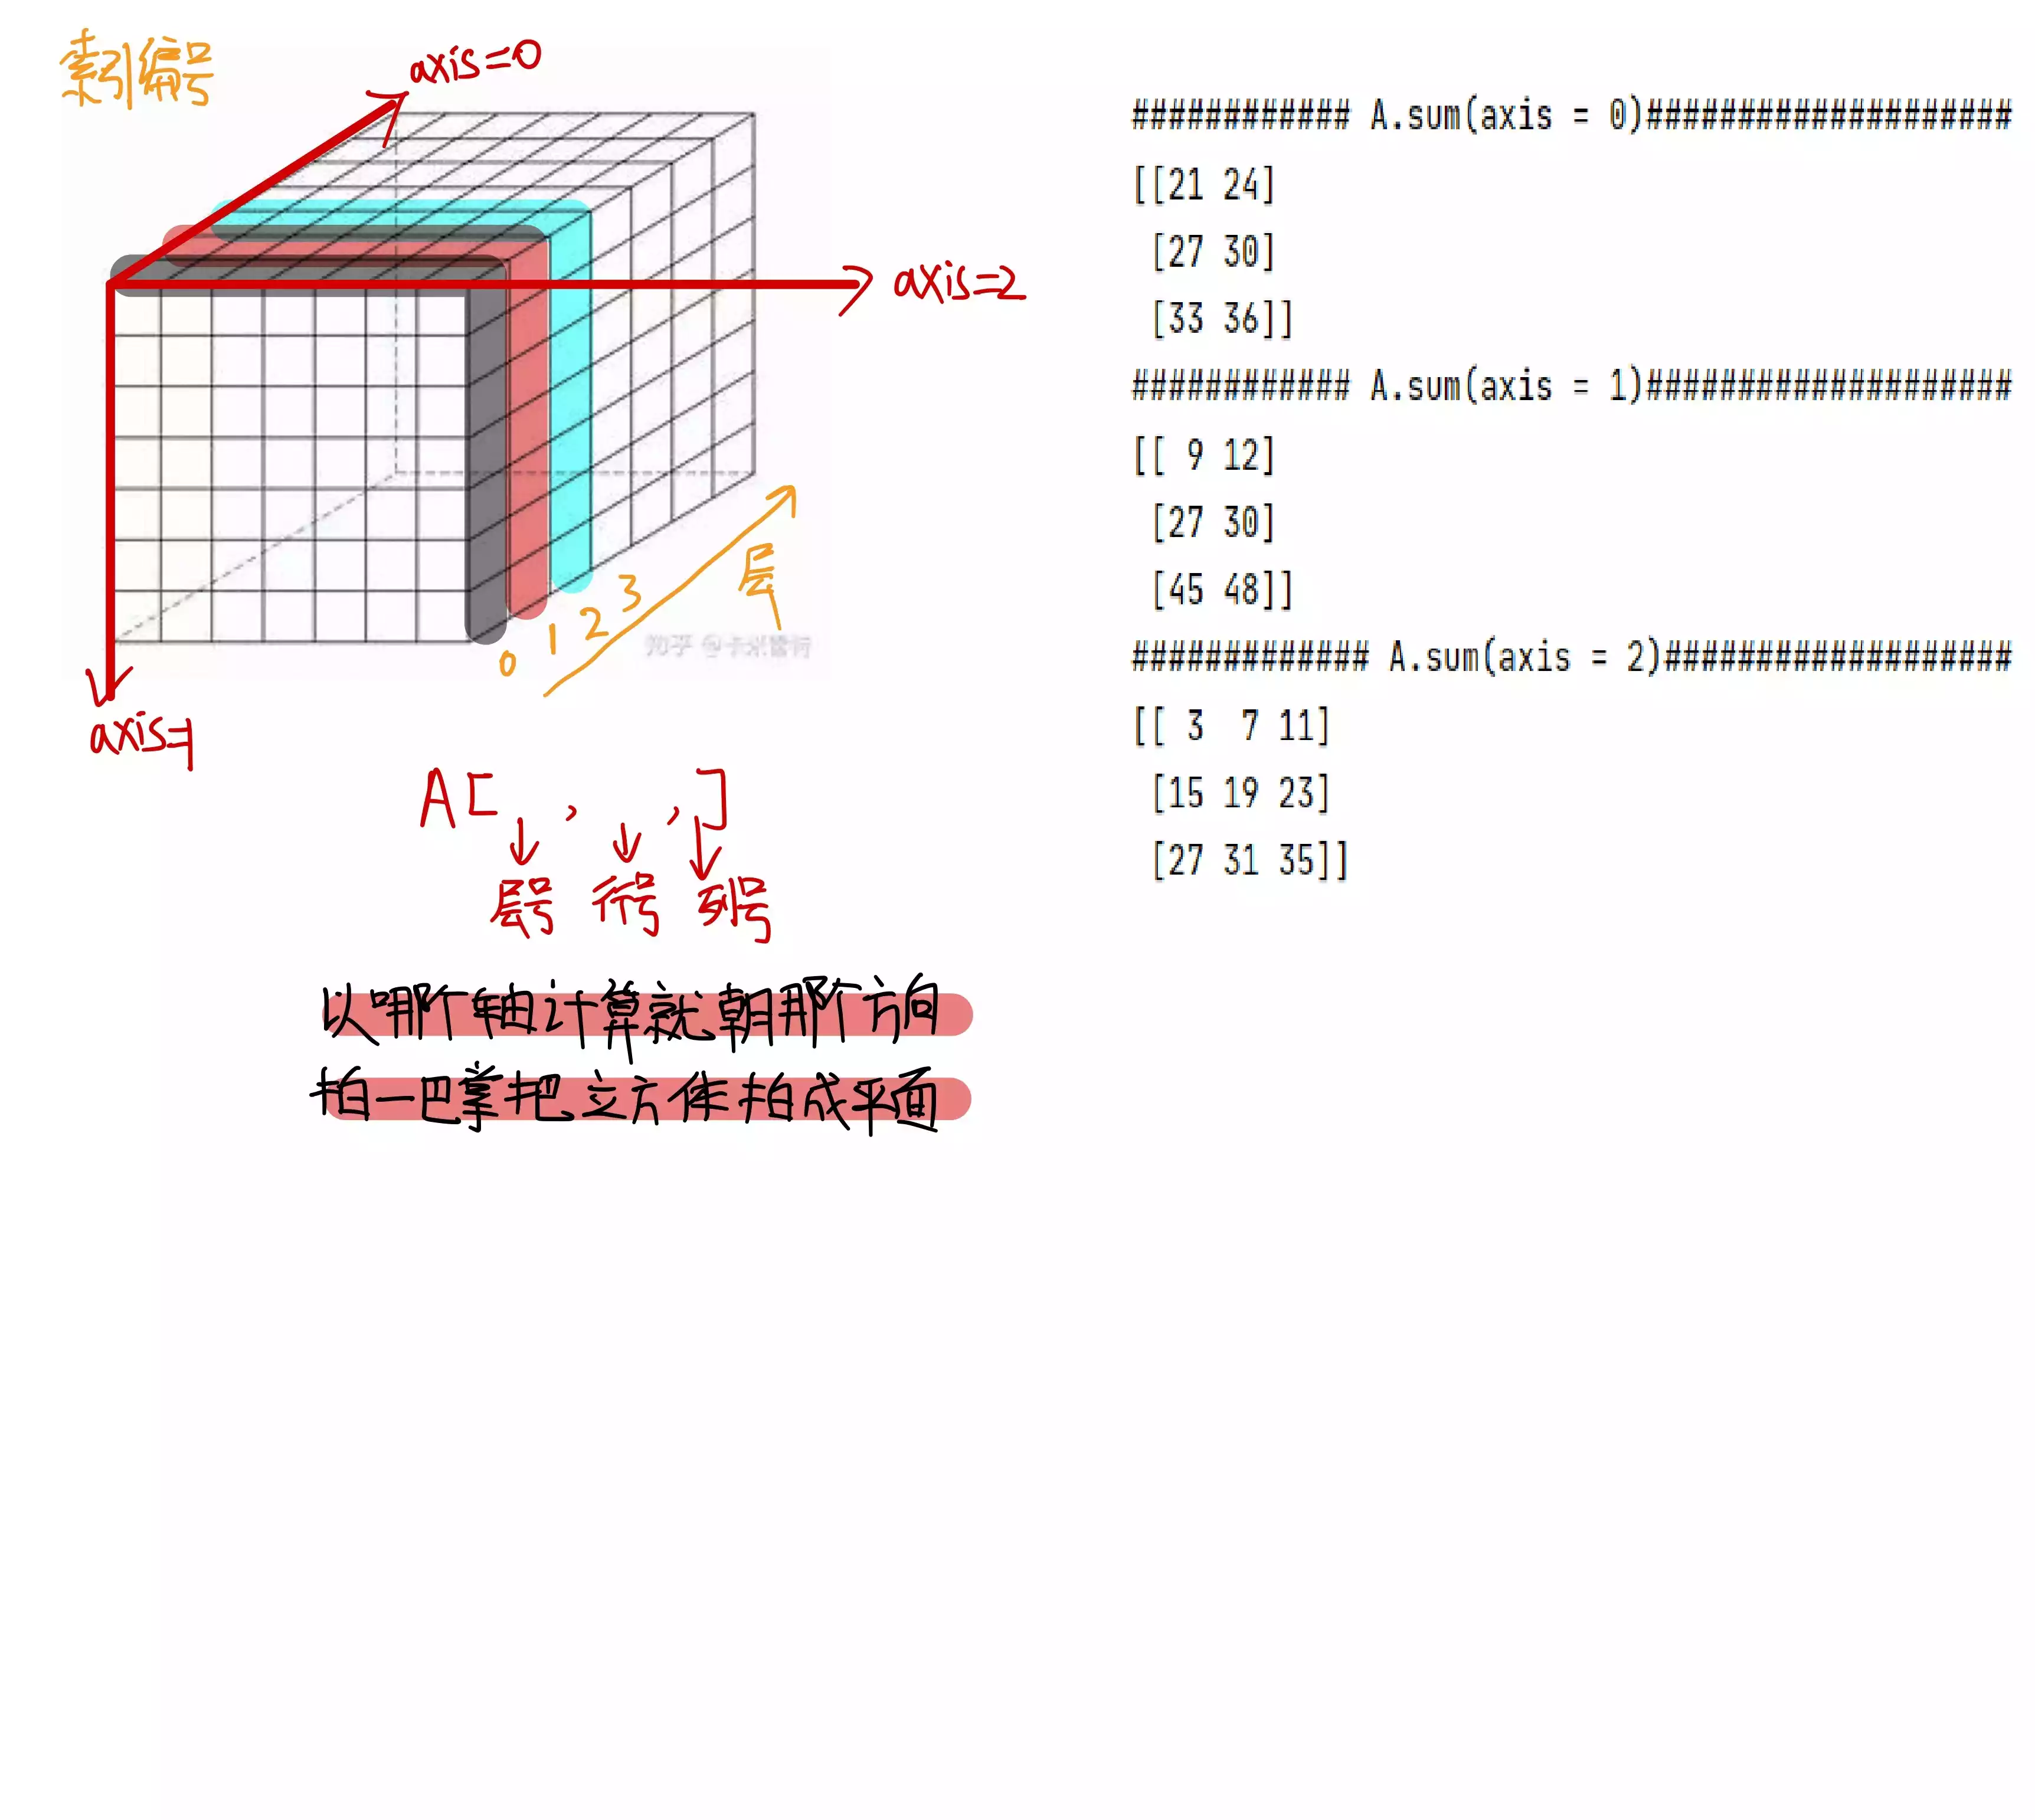 索引编号
axis=0
axis=2
0 1 2 3
层
知乎
axis=1
A[ , , ]
层号 行号 列号
以哪个轴计算就朝那个方向
拍一巴掌把立方体拍成平面
############ A.sum(axis = 0)####################
[[21 24]
 [27 30]
 [33 36]]
############ A.sum(axis = 1)####################
[[ 9 12]
 [27 30]
 [45 48]]
############# A.sum(axis = 2)###################
[[ 3  7 11]
 [15 19 23]
 [27 31 35]]